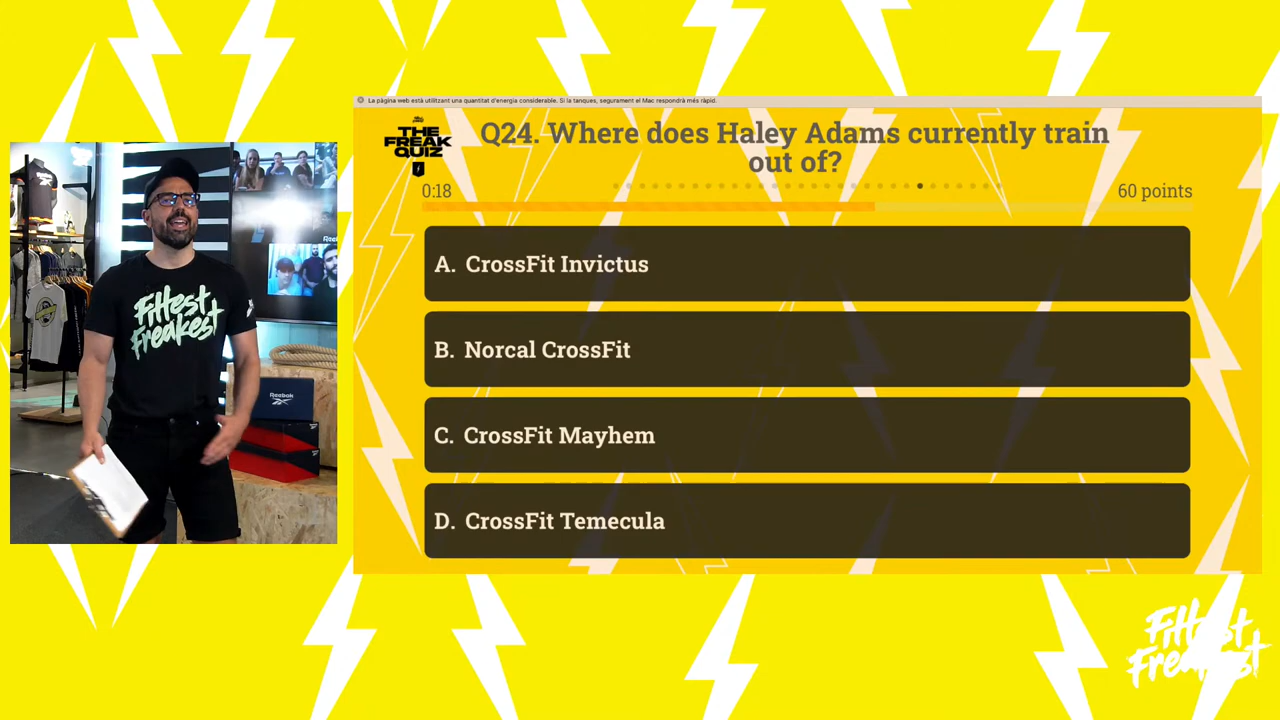 La pàgina web està utilitzant una quantitat d'energia considerable. Si la tanques, segurament el Mac respondrà més ràpid.
THE
FREAK
QUIZ
Q24. Where does Haley Adams currently train
out of?
0:18
60 points
A. CrossFit Invictus
B. Norcal CrossFit
C. CrossFit Mayhem
D. CrossFit Temecula
Fittest
Freakest
Reebok
Fittest
Freakest